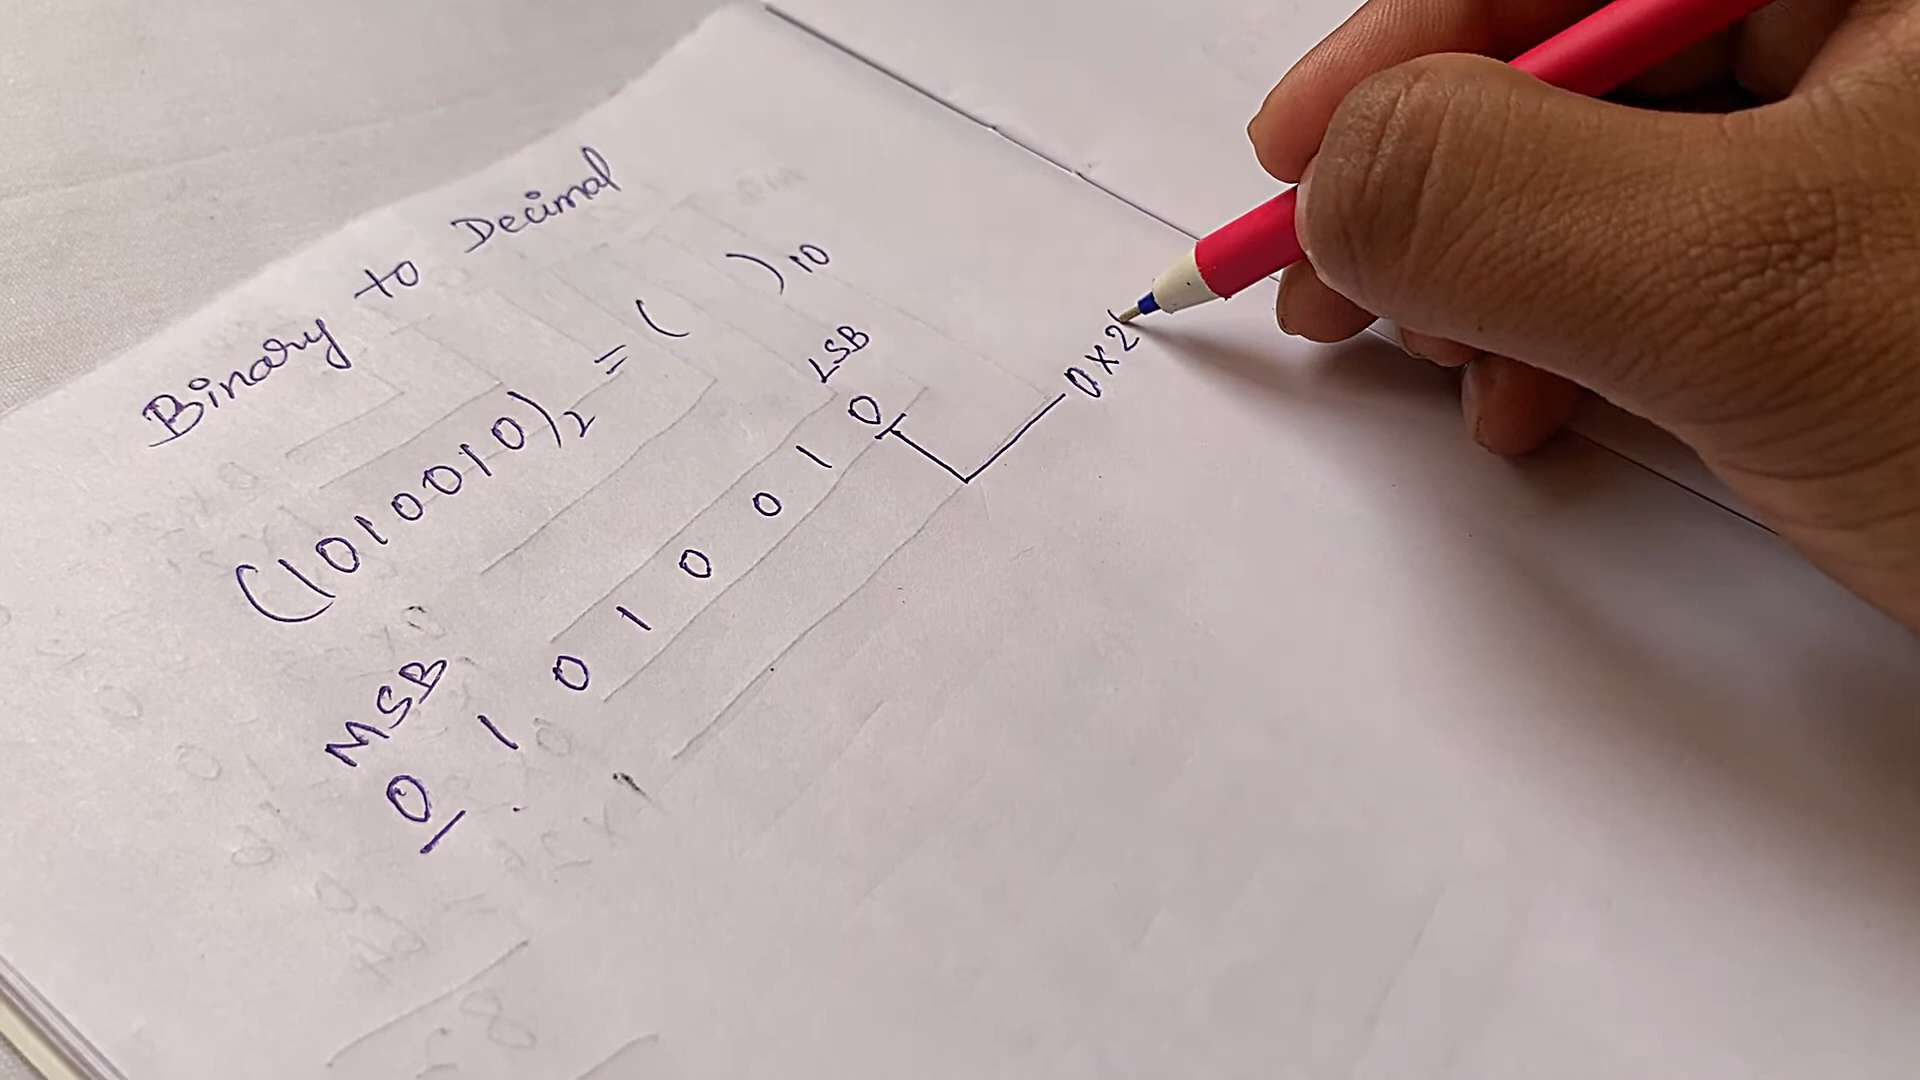 Binary to Decimal
(1010010)2 = ( )10
MSB LSB
0 1 0 1 0 0 1 0
0 x 2